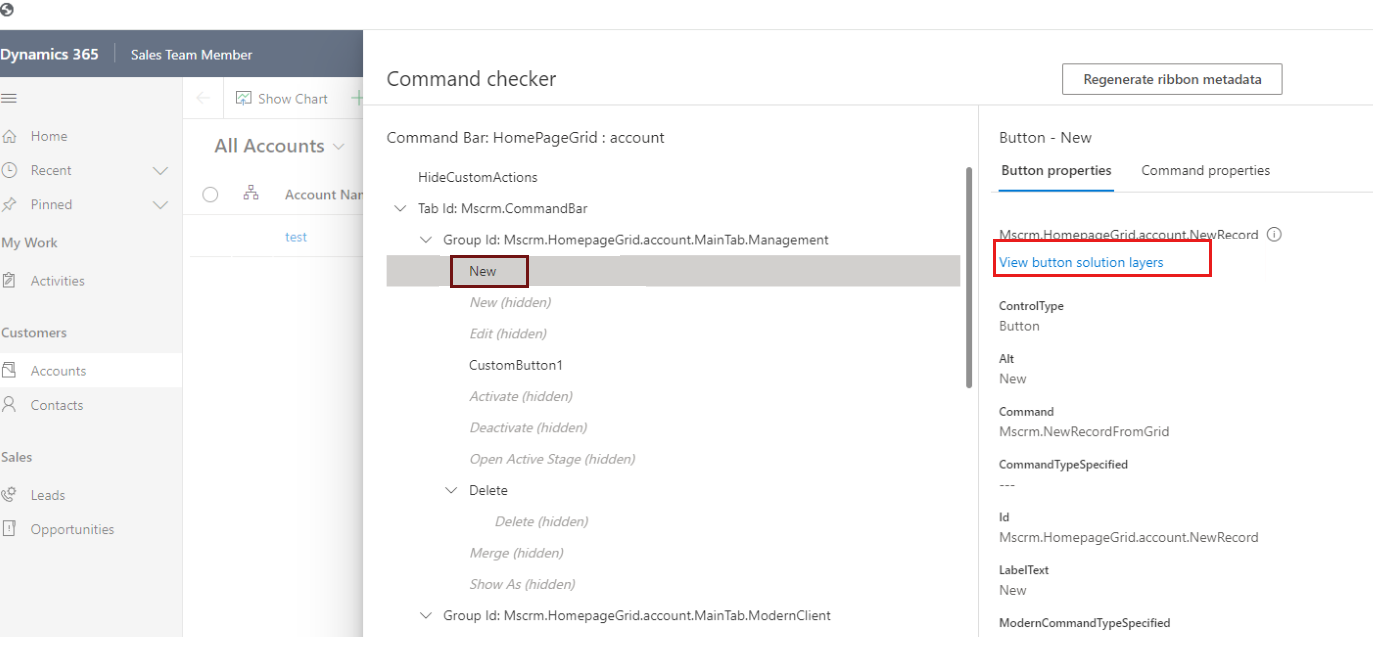 Dynamics 365
Sales Team Member
Home
Recent
Pinned
My Work
Activities
Customers
Accounts
Contacts
Sales
Leads
Opportunities
Show Chart
All Accounts
Account Nam
test
Command checker
Regenerate ribbon metadata
Command Bar: HomePageGrid : account
HideCustomActions
Tab Id: Mscrm.CommandBar
Group Id: Mscrm.HomepageGrid.account.MainTab.Management
New
New (hidden)
Edit (hidden)
CustomButton1
Activate (hidden)
Deactivate (hidden)
Open Active Stage (hidden)
Delete
Delete (hidden)
Merge (hidden)
Show As (hidden)
Group Id: Mscrm.HomepageGrid.account.MainTab.ModernClient
Button - New
Button properties
Command properties
Mscrm.HomepageGrid.account.NewRecord
View button solution layers
ControlType
Button
Alt
New
Command
Mscrm.NewRecordFromGrid
CommandTypeSpecified
---
Id
Mscrm.HomepageGrid.account.NewRecord
LabelText
New
ModernCommandTypeSpecified